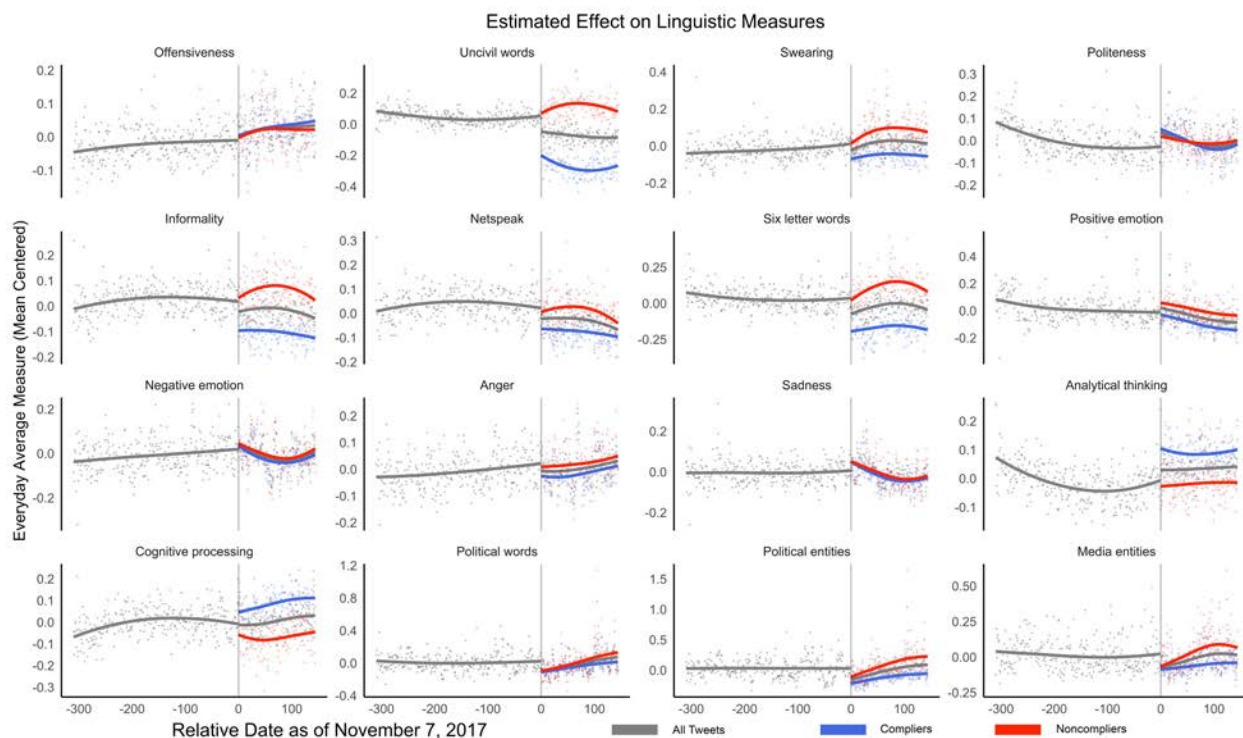 Estimated Effect on Linguistic Measures
Everyday Average Measure (Mean Centered)
Offensiveness
0.2
0.1
0.0
-0.1
Uncivil words
0.2
0.0
-0.2
-0.4
Swearing
0.4
0.2
0.0
-0.2
Politeness
0.3
0.2
0.1
0.0
-0.1
-0.2
Informality
0.2
0.1
0.0
-0.1
-0.2
Netspeak
0.3
0.2
0.1
0.0
-0.1
-0.2
Six letter words
0.25
0.00
-0.25
Positive emotion
0.4
0.2
0.0
-0.2
Negative emotion
0.2
0.0
-0.2
Anger
0.2
0.1
0.0
-0.1
-0.2
Sadness
0.2
0.0
-0.2
Analytical thinking
0.2
0.1
0.0
-0.1
Cognitive processing
0.2
0.1
0.0
-0.1
-0.2
-0.3
Political words
1.2
0.8
0.4
0.0
-0.4
Political entities
1.5
1.0
0.5
0.0
Media entities
0.50
0.25
0.00
-0.25
-300 -200 -100 0 100
-300 -200 -100 0 100
-300 -200 -100 0 100
-300 -200 -100 0 100
Relative Date as of November 7, 2017
All Tweets
Compliers
Noncompliers